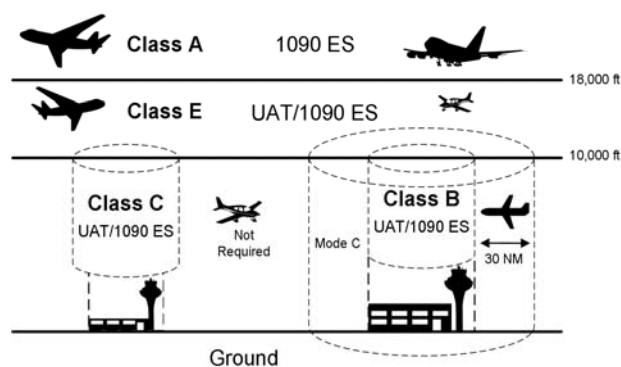 Class A 1090 ES
18,000 ft
Class E UAT/1090 ES
10,000 ft
Class C
UAT/1090 ES
Not
Required
Mode C
Class B
UAT/1090 ES
30 NM
Ground